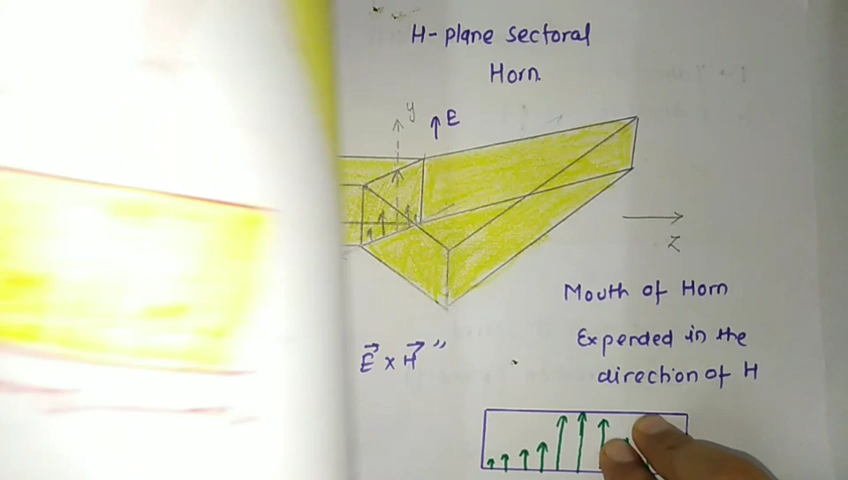 H-plane sectoral
Horn
y
E
z
Mouth of Horn
Expended in the
direction of H
E⃗ x H⃗ "